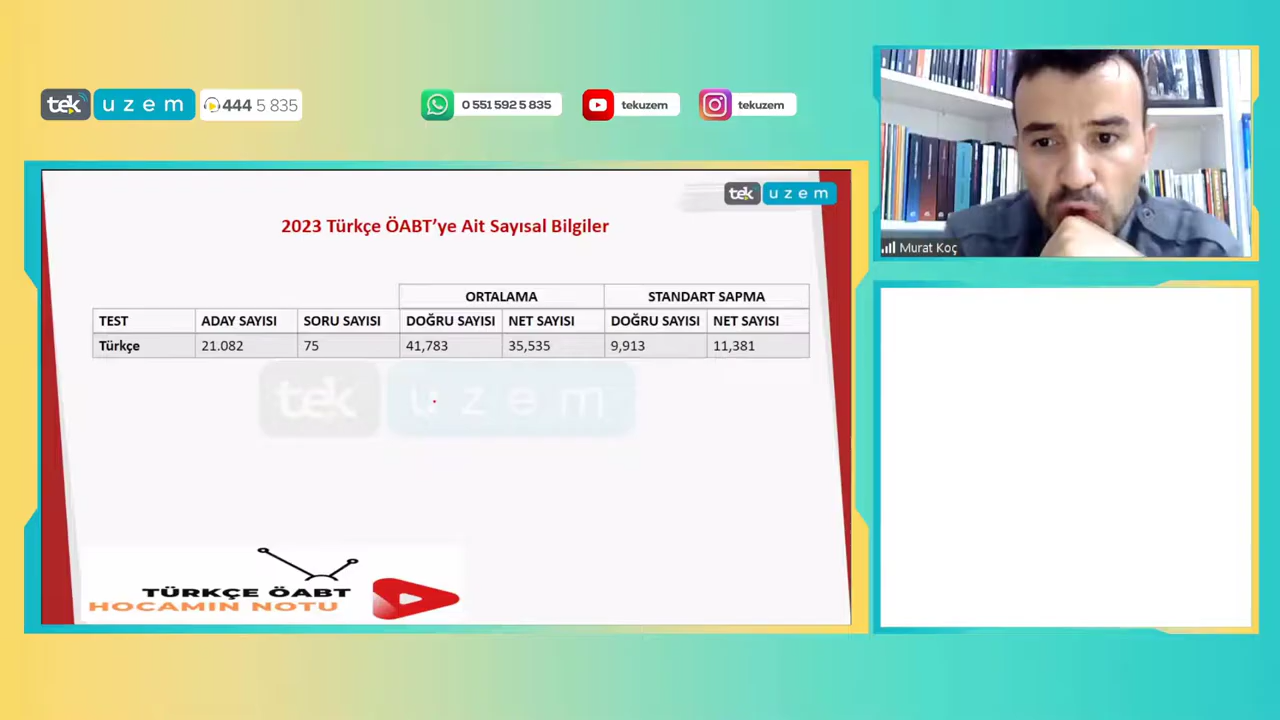 tek uzem 444 5 835
0 551 592 5 835
tekuzem
tekuzem
tek uzem
2023 Türkçe ÖABT'ye Ait Sayısal Bilgiler
ORTALAMA STANDART SAPMA
TEST ADAY SAYISI SORU SAYISI DOĞRU SAYISI NET SAYISI DOĞRU SAYISI NET SAYISI
Türkçe 21.082 75 41,783 35,535 9,913 11,381
tek uzem
TÜRKÇE ÖABT
HOCAMIN NOTU
Murat Koç